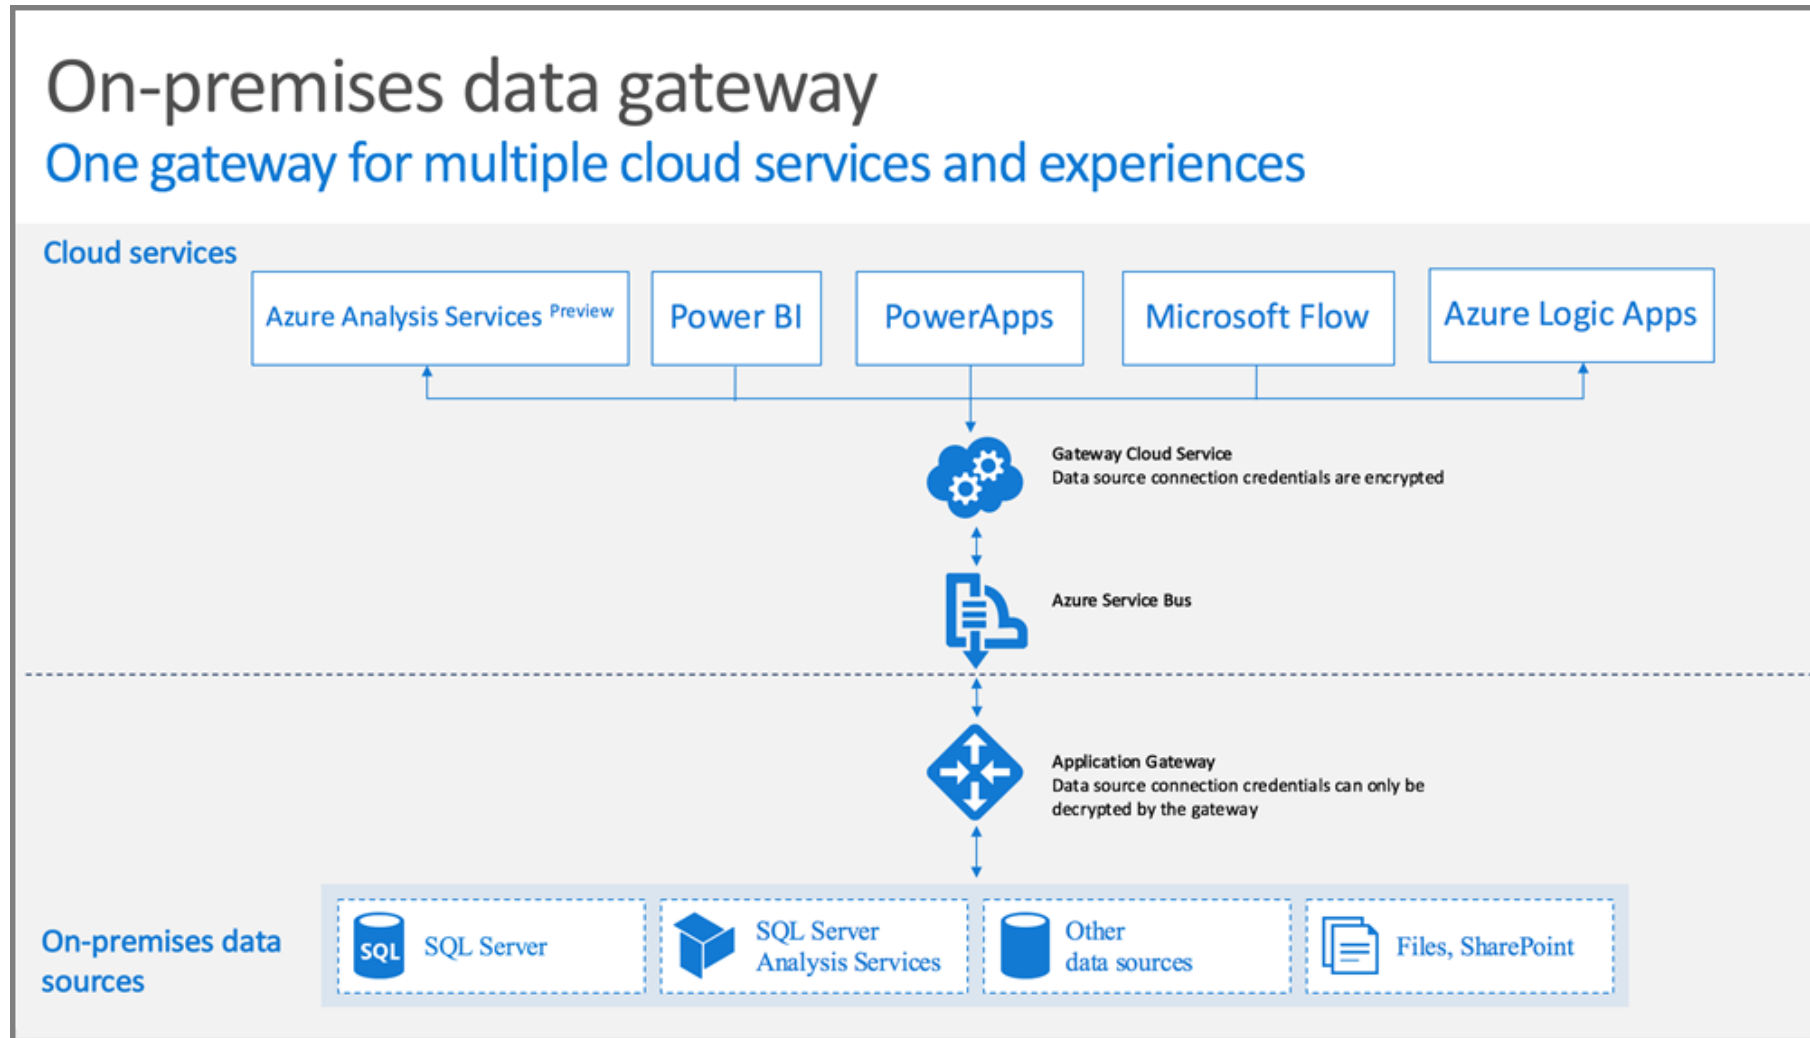 On-premises data gateway
One gateway for multiple cloud services and experiences
Cloud services
Azure Analysis Services Preview
Power BI
PowerApps
Microsoft Flow
Azure Logic Apps
Gateway Cloud Service
Data source connection credentials are encrypted
Azure Service Bus
Application Gateway
Data source connection credentials can only be
decrypted by the gateway
On-premises data
sources
SQL
SQL Server
SQL Server
Analysis Services
Other
data sources
Files, SharePoint